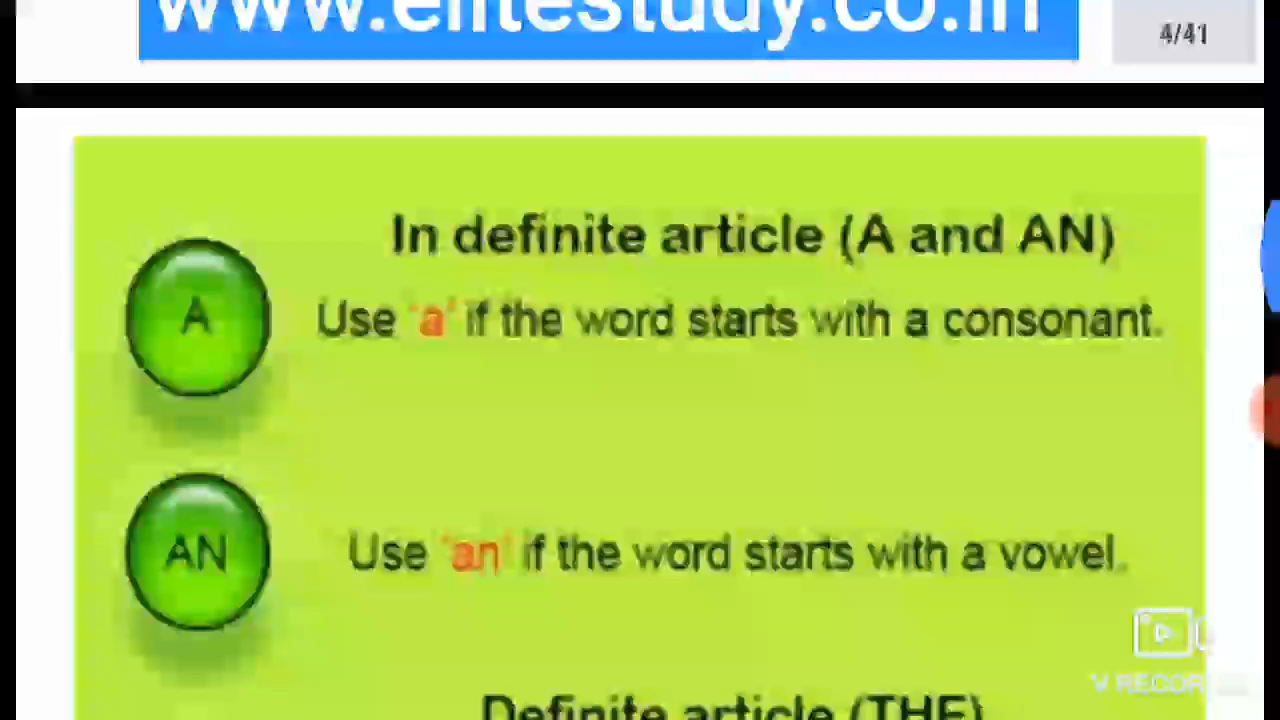 www.elitestudy.co.in
4/41
In definite article (A and AN)
A
Use 'a' if the word starts with a consonant.
AN
Use 'an' if the word starts with a vowel.
V RECOR
Definite article (THE)